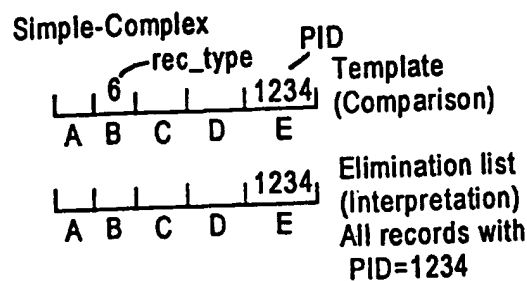 Simple-Complex
rec_type
PID
6
1234
Template
(Comparison)
A B C D E
1234
Elimination list
(Interpretation)
All records with
PID=1234
A B C D E